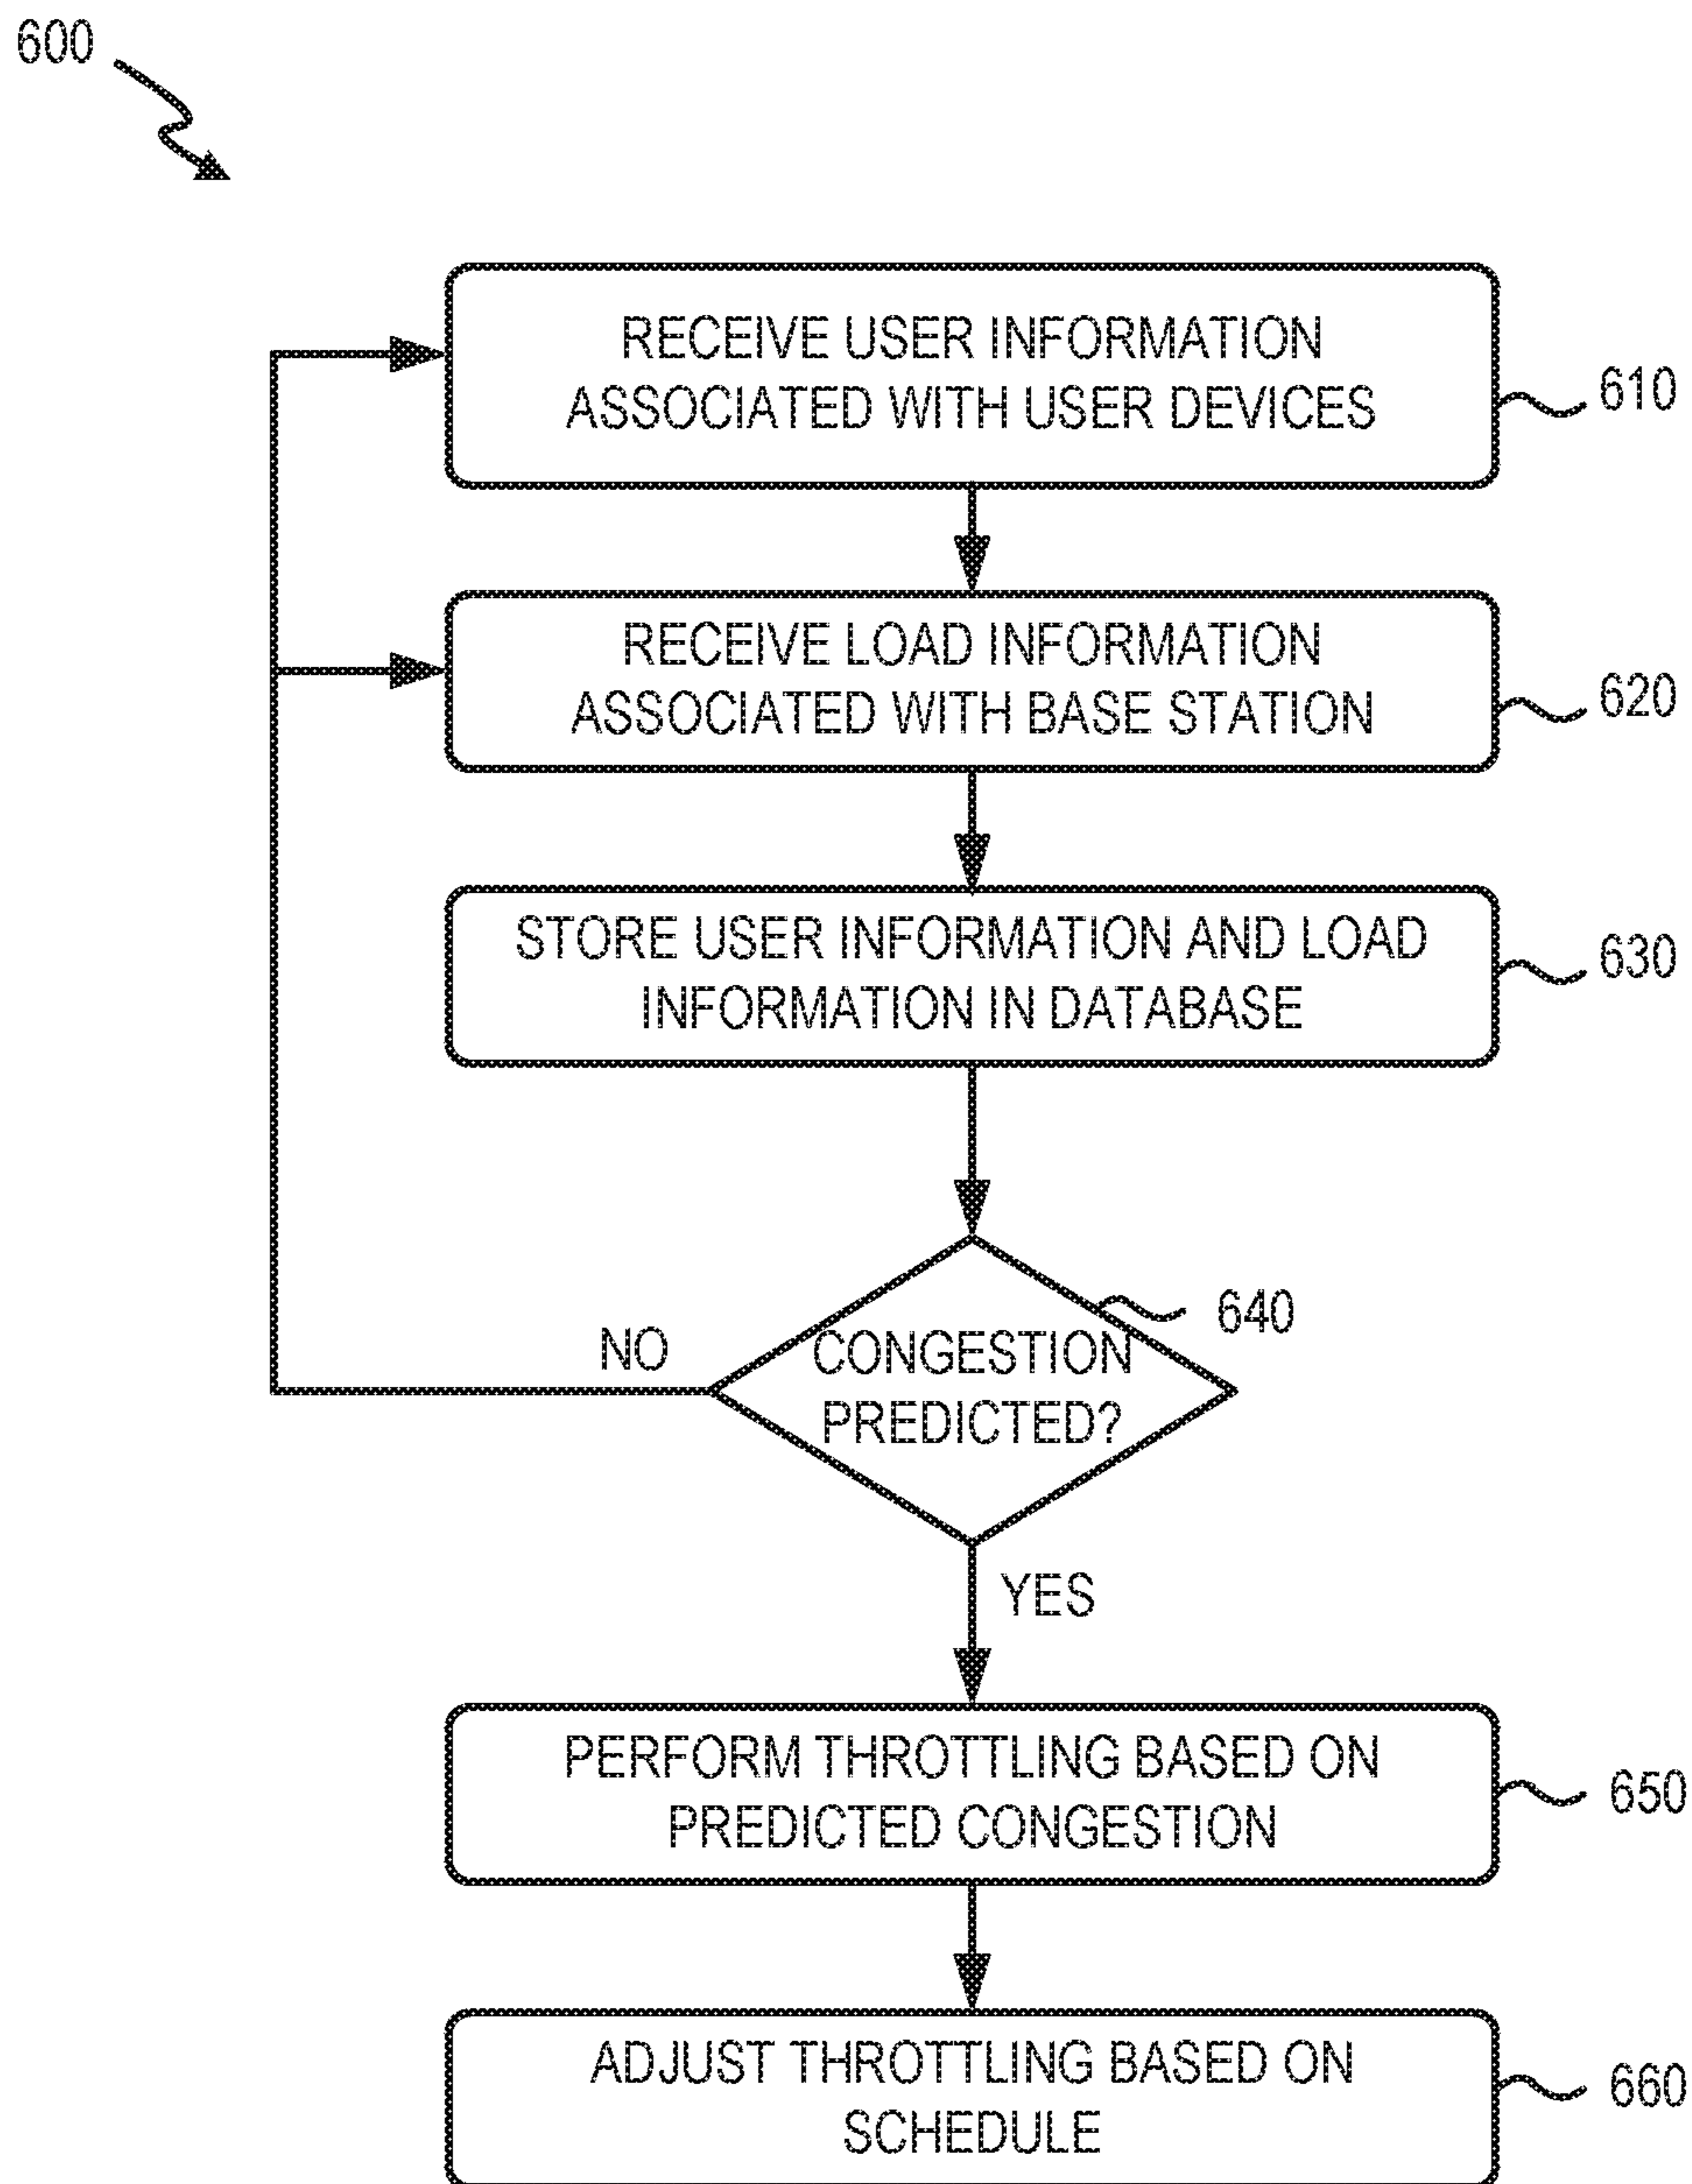 600
RECEIVE USER INFORMATION
ASSOCIATED WITH USER DEVICES
610
RECEIVE LOAD INFORMATION
ASSOCIATED WITH BASE STATION
620
STORE USER INFORMATION AND LOAD
INFORMATION IN DATABASE
630
640
NO
CONGESTION
PREDICTED?
YES
PERFORM THROTTLING BASED ON
PREDICTED CONGESTION
650
ADJUST THROTTLING BASED ON
SCHEDULE
660